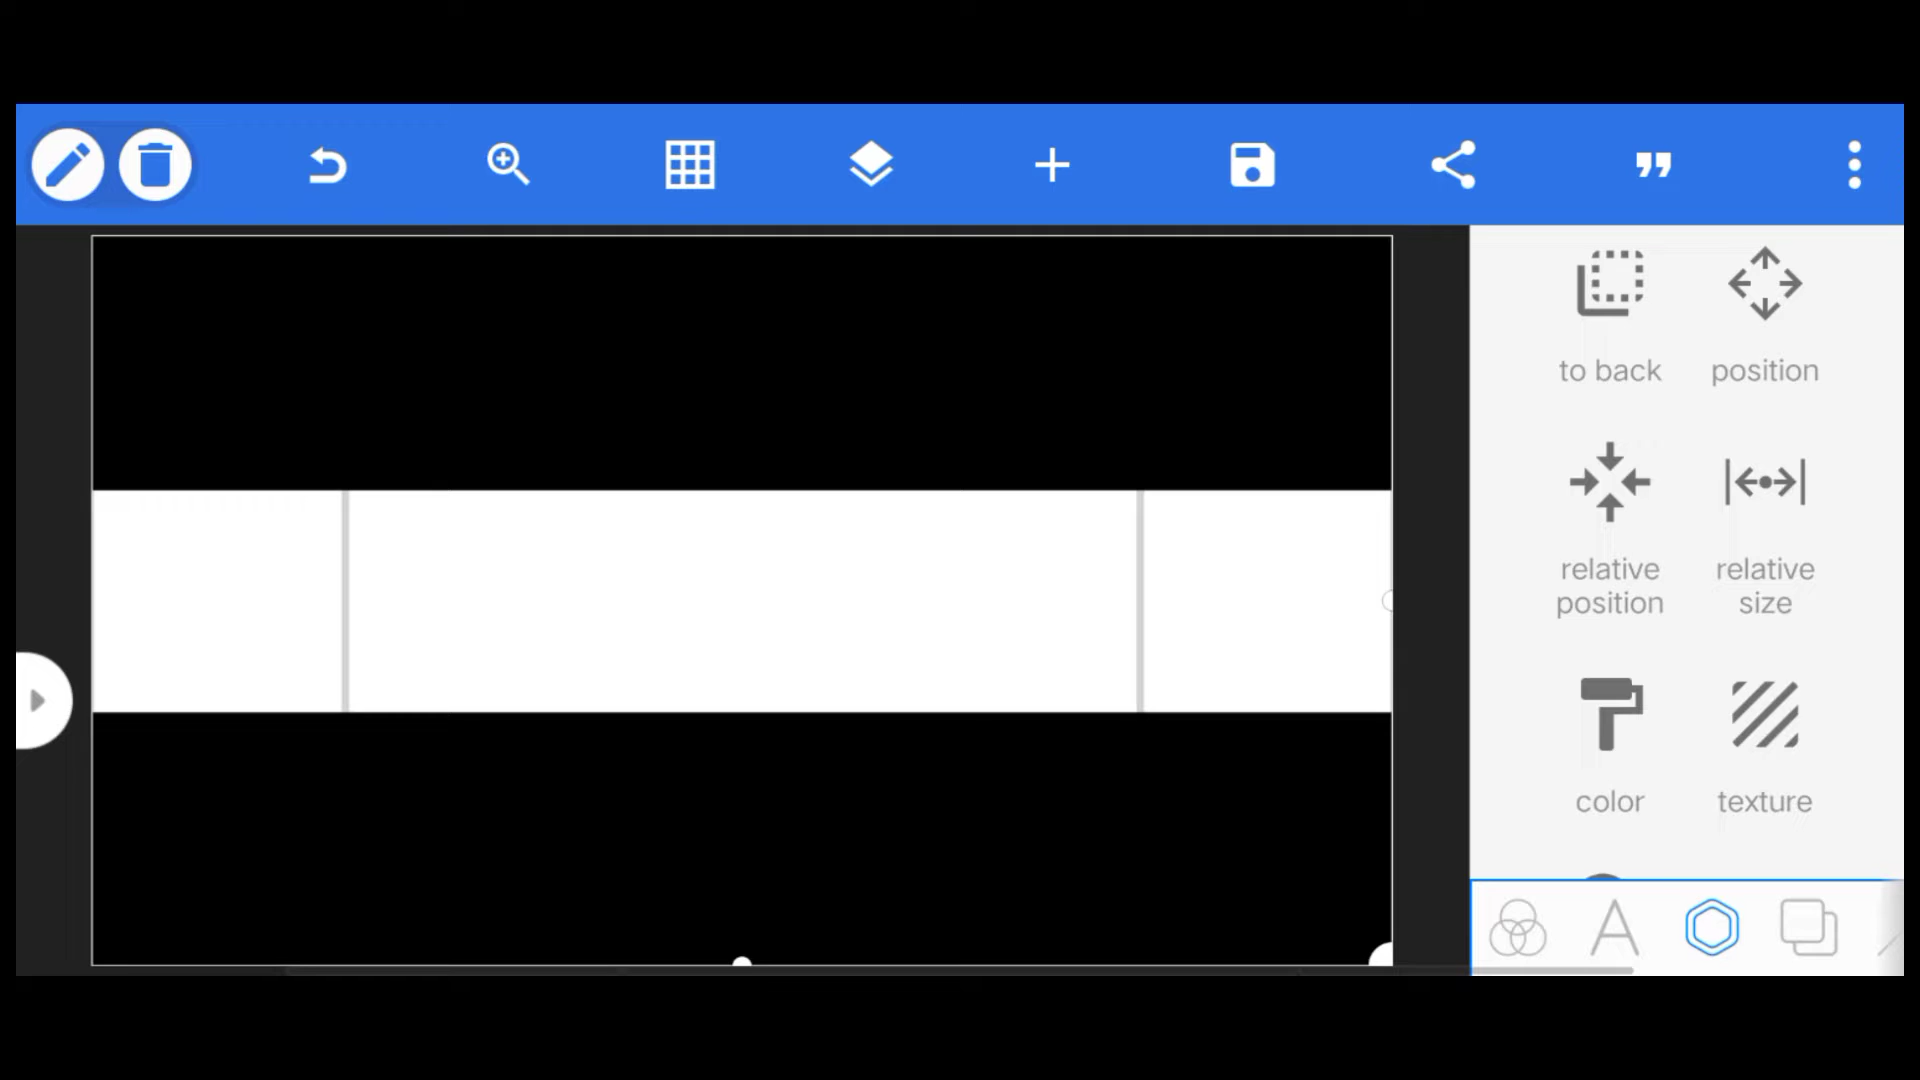 to back
position
relative
position
relative
size
color
texture